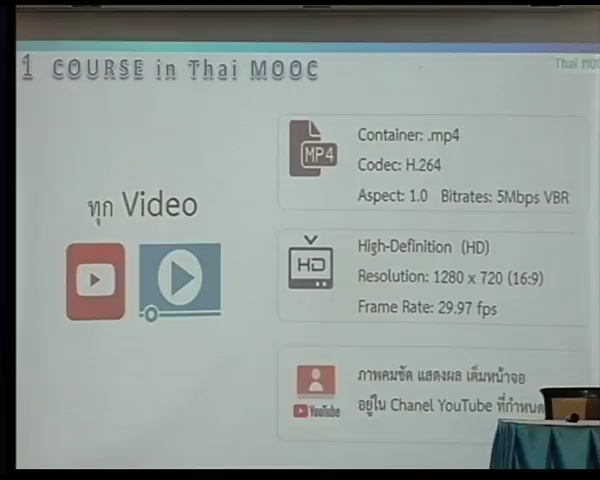 1 COURSE in Thai MOOC
Thai MOO
ทุก Video
MP4
Container: .mp4
Codec: H.264
Aspect: 1.0 Bitrates: 5Mbps VBR
HD
High-Definition (HD)
Resolution: 1280 x 720 (16:9)
Frame Rate: 29.97 fps
YouTube
ภาพคมชัด แสดงผล เต็มหน้าจอ
อยู่ใน Chanel YouTube ที่กำหนด